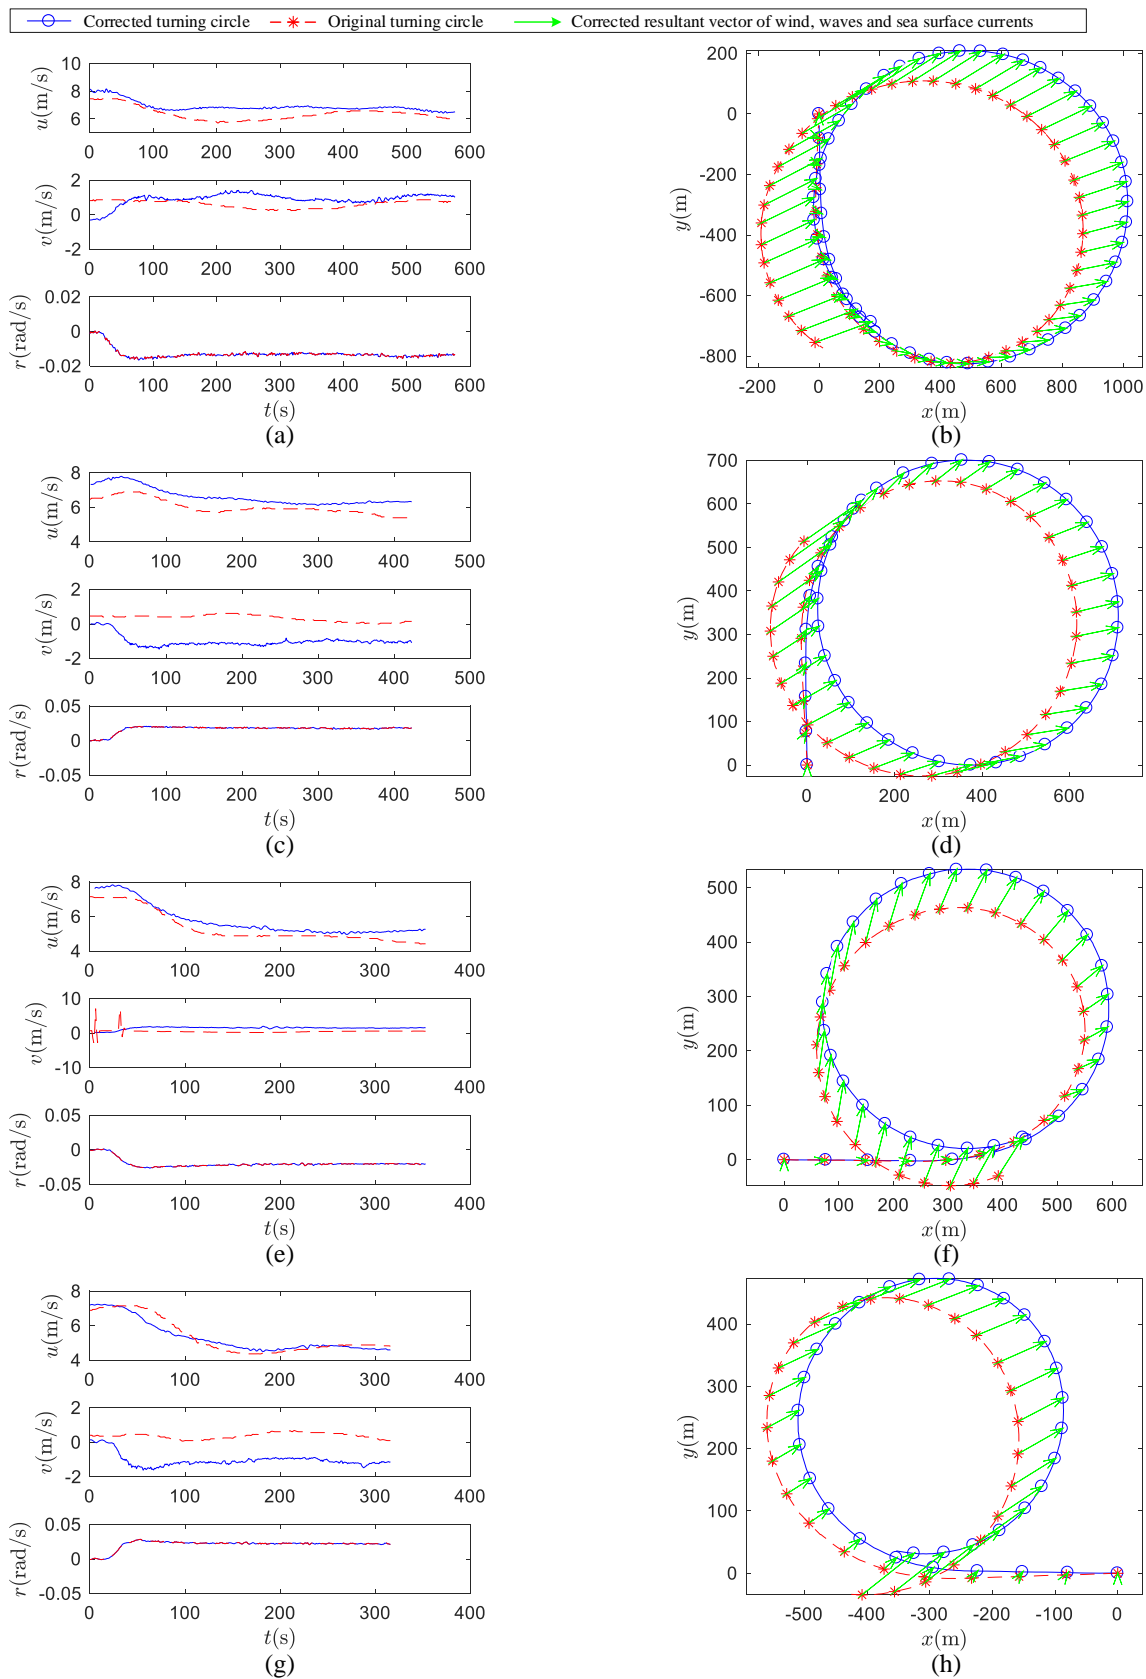 Corrected turning circle Original turning circle Corrected resultant vector of wind, waves and sea surface currents
10
8
6
u(m/s)
0 100 200 300 400 500 600
2
0
-2
v(m/s)
0 100 200 300 400 500 600
0.02
0
-0.02
r(rad/s)
0 100 200 300 400 500 600
t(s)
(a)
200
0
-200
-400
-600
-800
y(m)
-200 0 200 400 600 800 1000
x(m)
(b)
8
6
4
u(m/s)
0 100 200 300 400 500
2
0
-2
v(m/s)
0 100 200 300 400 500
0.05
0
-0.05
r(rad/s)
0 100 200 300 400 500
t(s)
(c)
700
600
500
400
300
200
100
0
y(m)
0 200 400 600
x(m)
(d)
8
6
4
u(m/s)
0 100 200 300 400
10
0
-10
v(m/s)
0 100 200 300 400
0.05
0
-0.05
r(rad/s)
0 100 200 300 400
t(s)
(e)
500
400
300
200
100
0
y(m)
0 100 200 300 400 500 600
x(m)
(f)
8
6
4
u(m/s)
0 100 200 300 400
2
0
-2
v(m/s)
0 100 200 300 400
0.05
0
-0.05
r(rad/s)
0 100 200 300 400
t(s)
(g)
400
300
200
100
0
y(m)
-500 -400 -300 -200 -100 0
x(m)
(h)